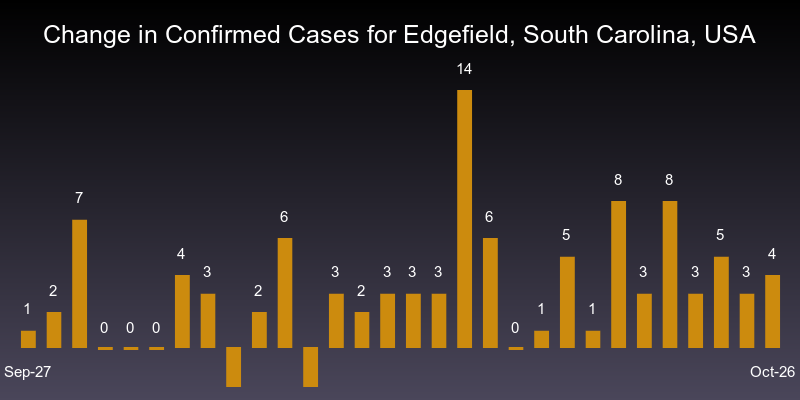 Change in Confirmed Cases for Edgefield, South Carolina, USA
1 2 7 0 0 0 4 3 2 6 3 2 3 3 3 14 6 0 1 5 1 8 3 8 3 5 3 4
Sep-27 Oct-26